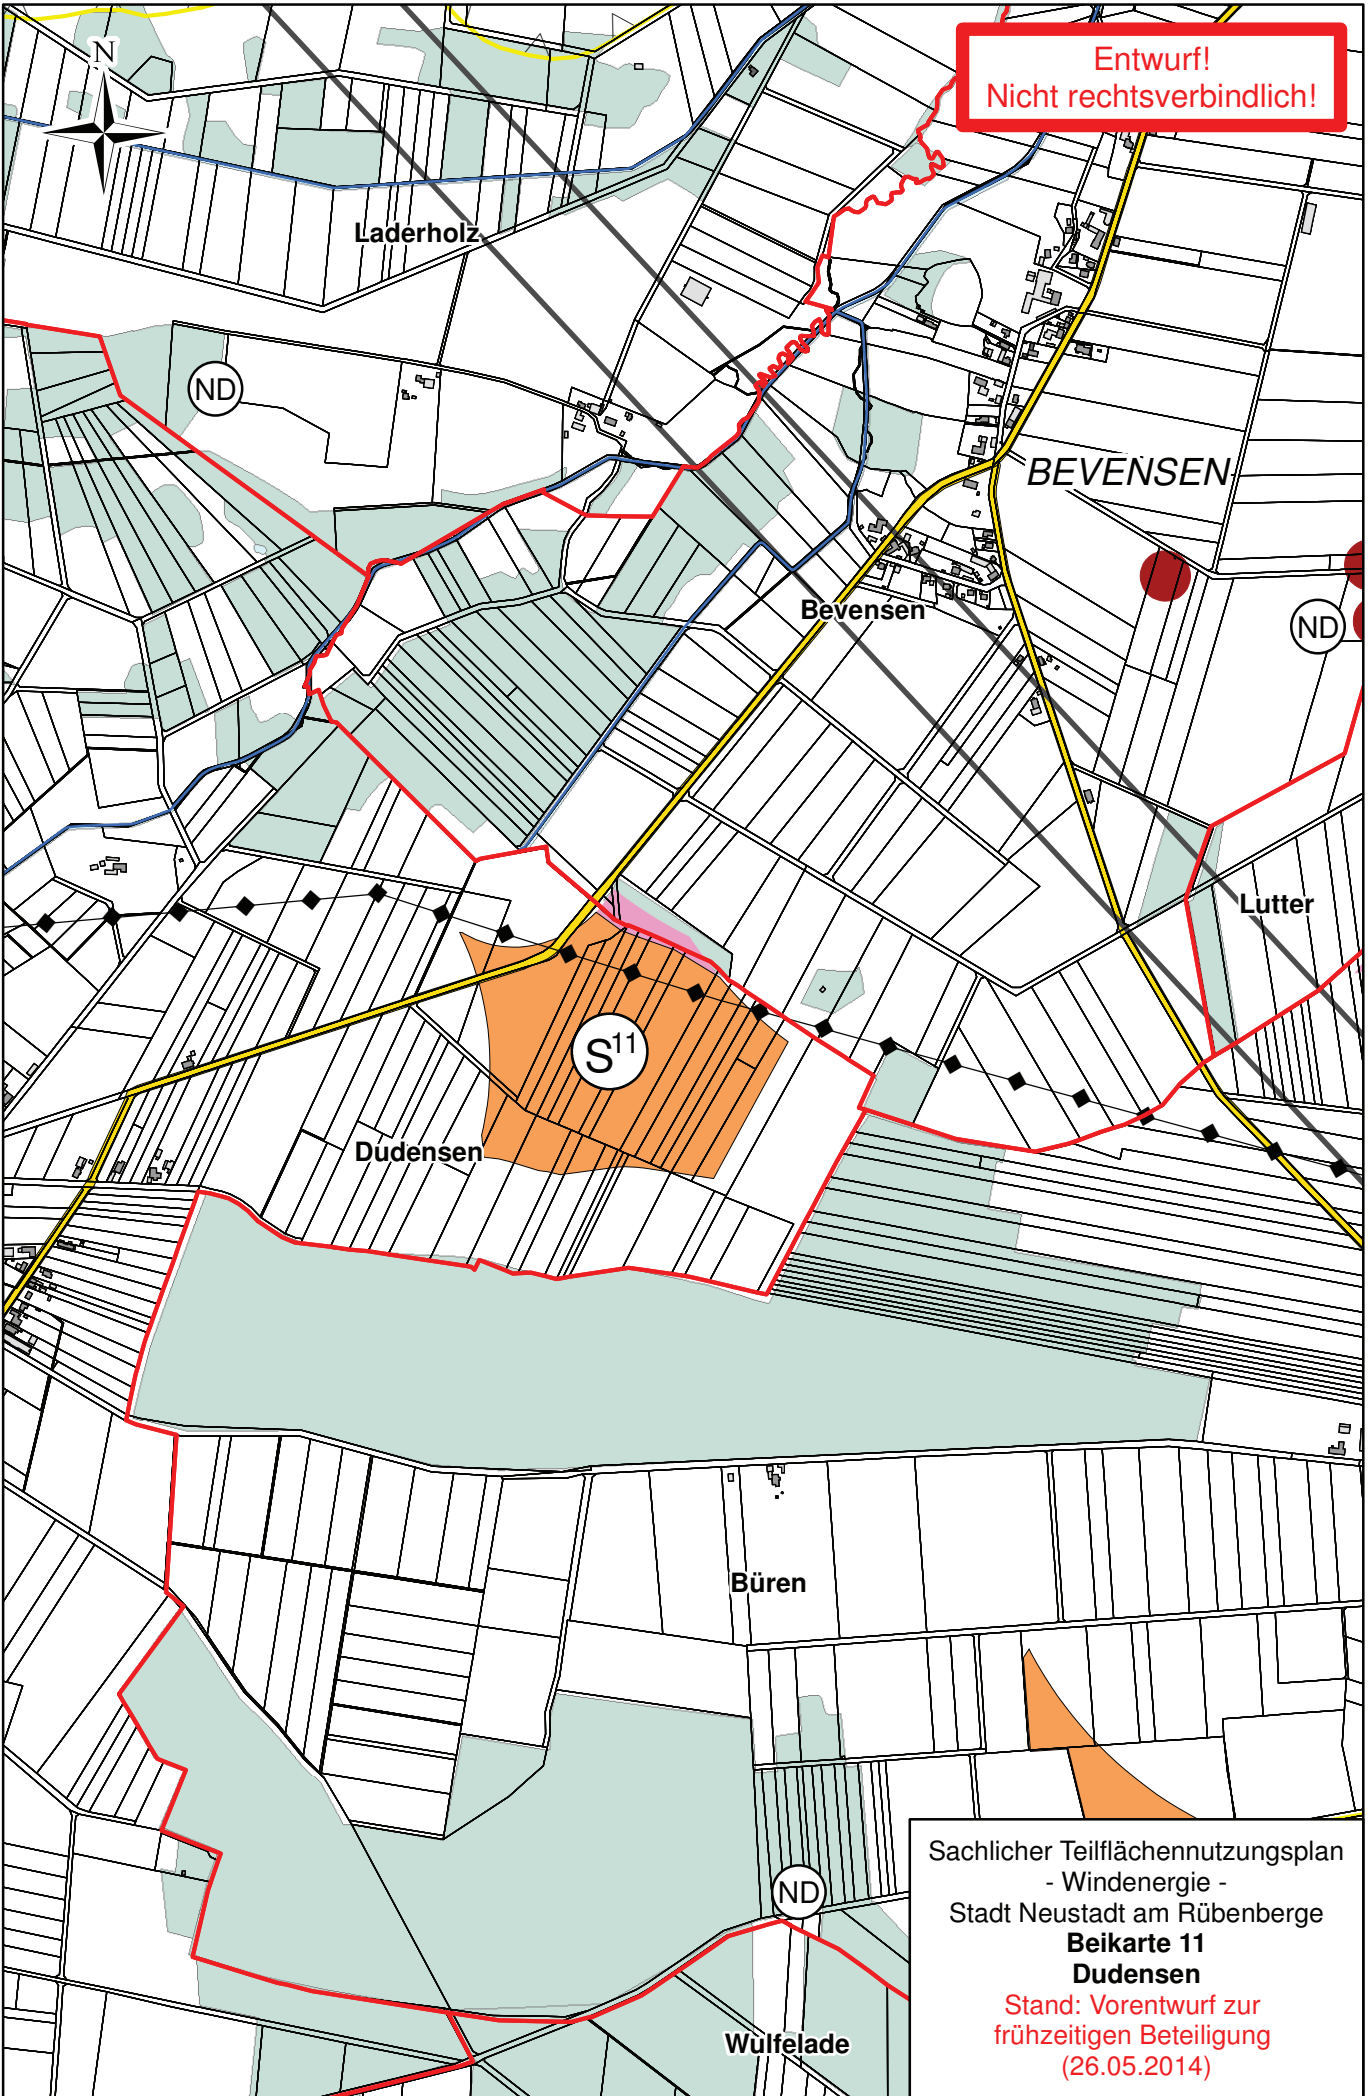 Entwurf!
Nicht rechtsverbindlich!
N
Laderholz
ND
BEVENSEN
Bevensen
ND
Lutter
S11
Dudensen
Büren
ND
Wulfelade
Sachlicher Teilflächennutzungsplan
- Windenergie -
Stadt Neustadt am Rübenberge
Beikarte 11
Dudensen
Stand: Vorentwurf zur
frühzeitigen Beteiligung
(26.05.2014)